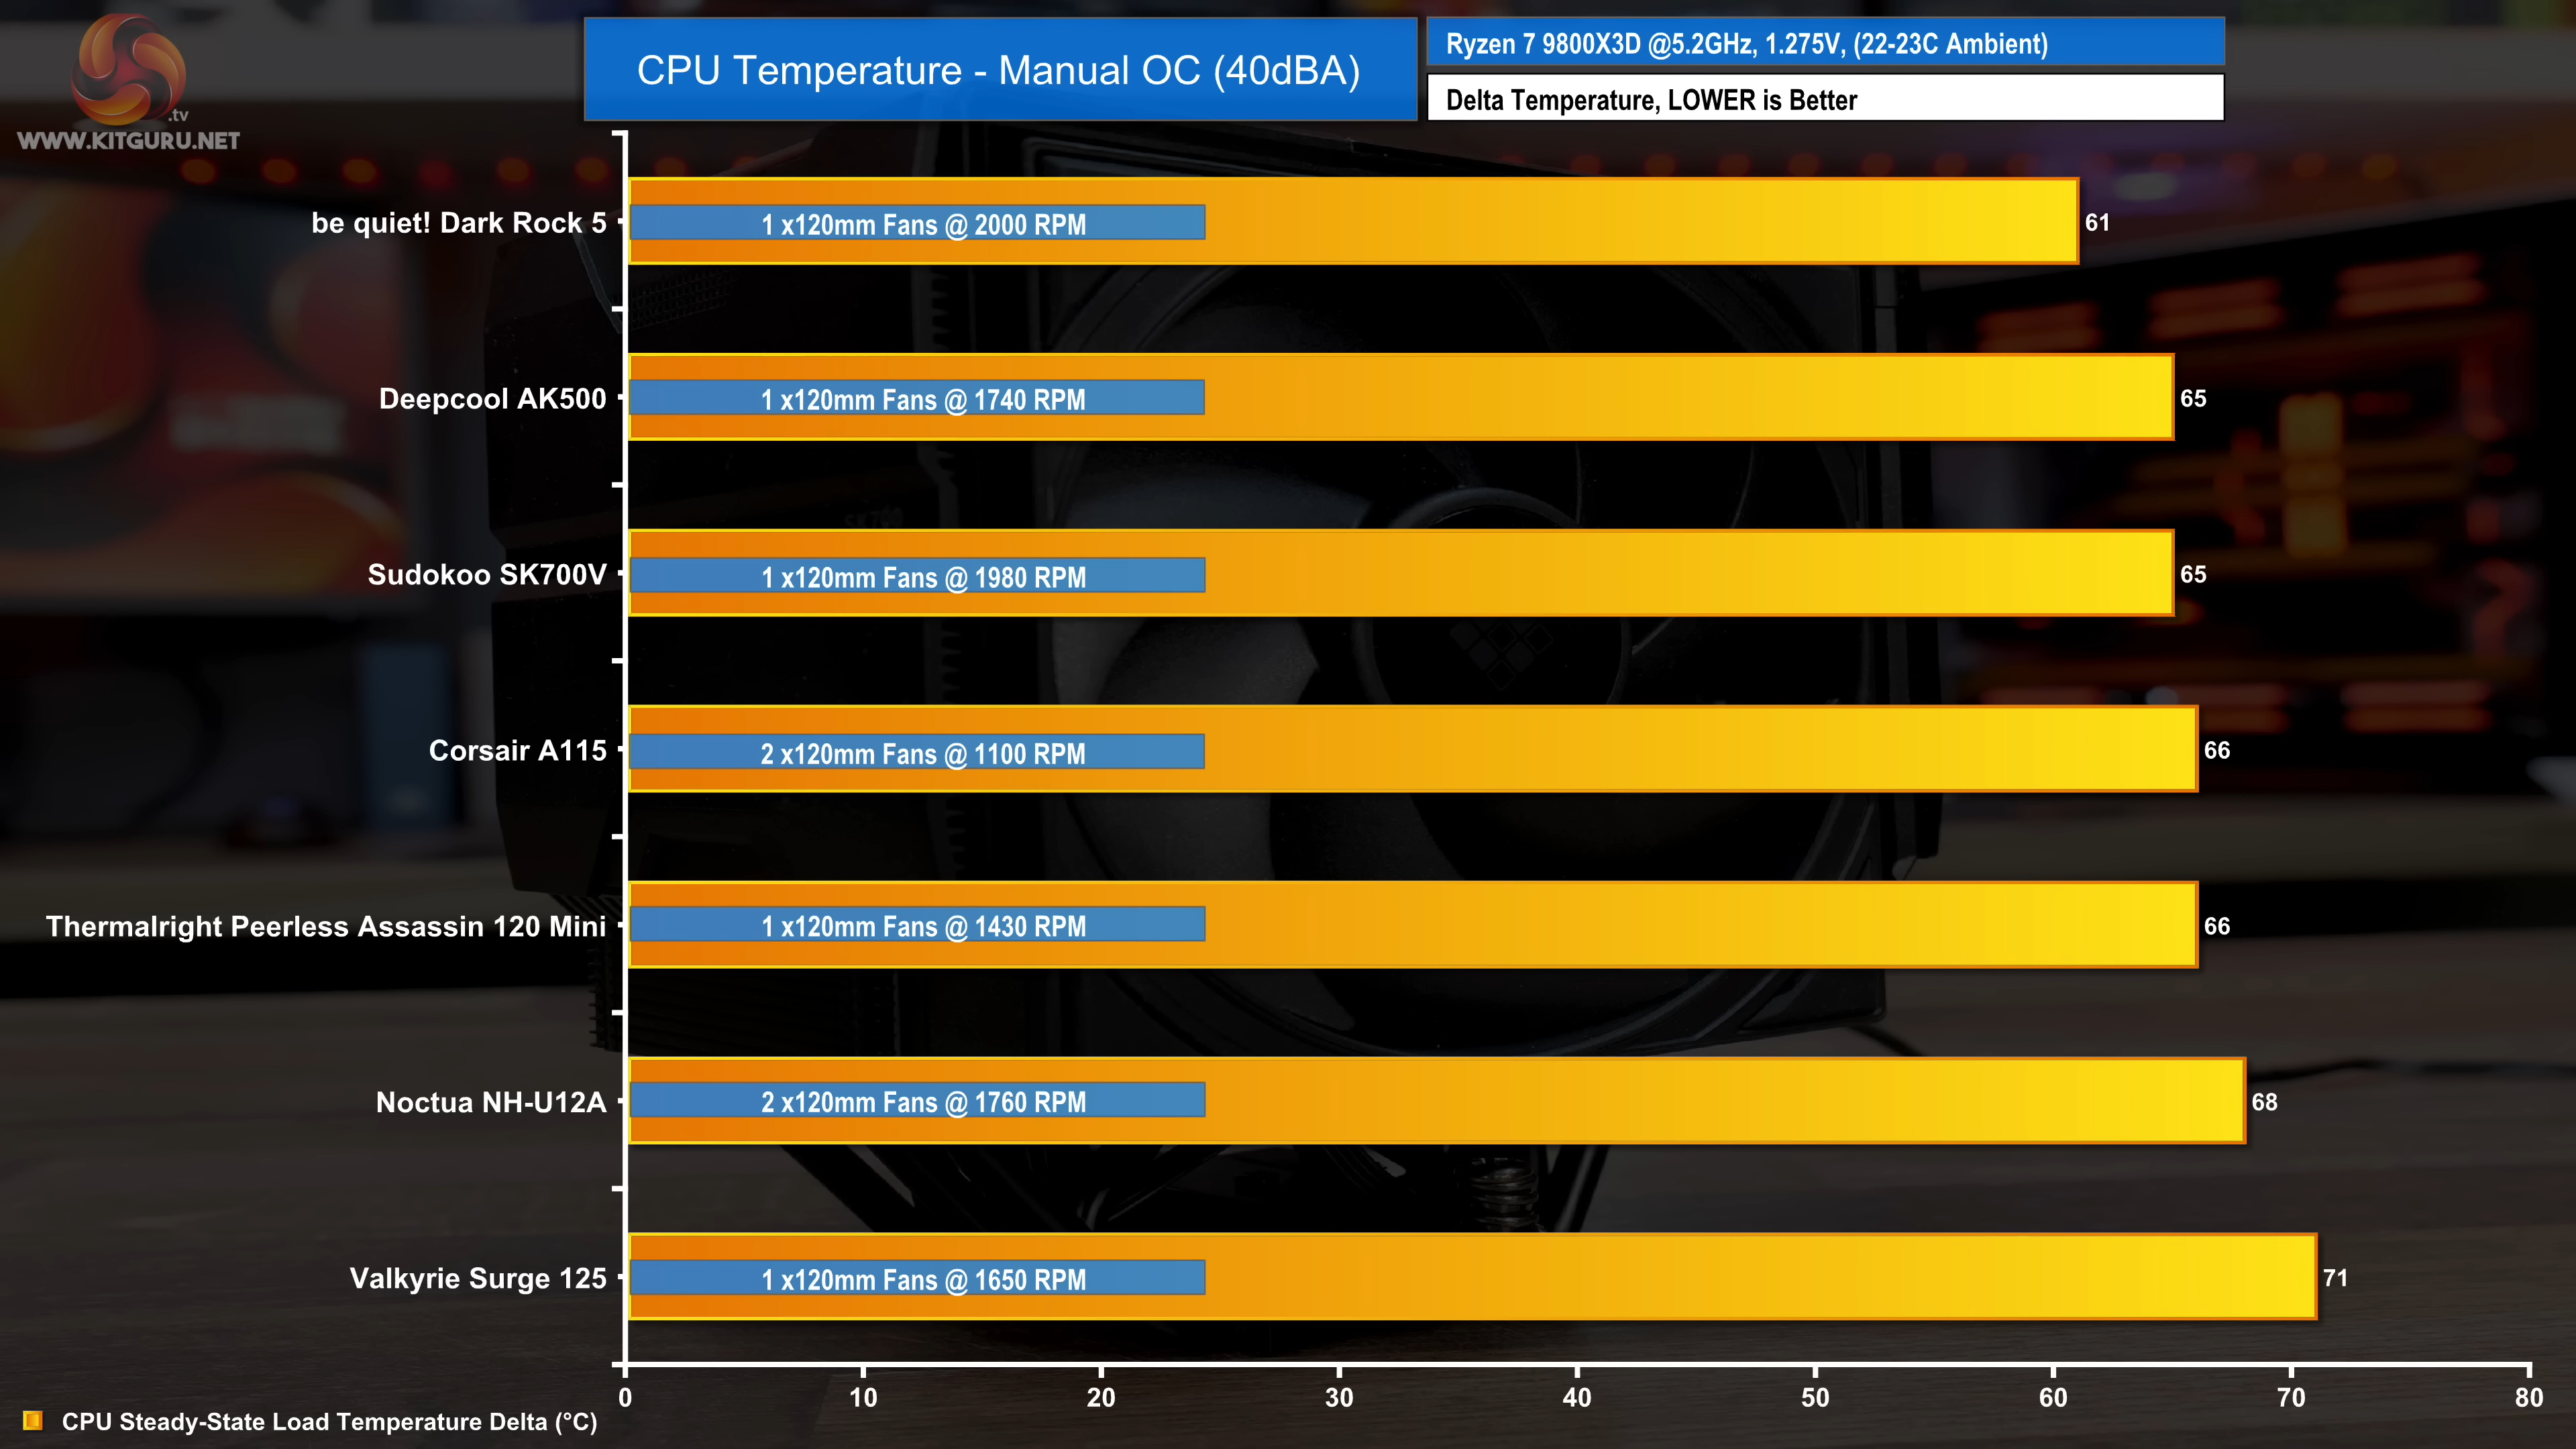 .tv
WWW.KITGURU.NET
CPU Temperature - Manual OC (40dBA)
Ryzen 7 9800X3D @5.2GHz, 1.275V, (22-23C Ambient)
Delta Temperature, LOWER is Better
be quiet! Dark Rock 5
1 x120mm Fans @ 2000 RPM
61
Deepcool AK500
1 x120mm Fans @ 1740 RPM
65
Sudokoo SK700V
1 x120mm Fans @ 1980 RPM
65
Corsair A115
2 x120mm Fans @ 1100 RPM
66
Thermalright Peerless Assassin 120 Mini
1 x120mm Fans @ 1430 RPM
66
Noctua NH-U12A
2 x120mm Fans @ 1760 RPM
68
Valkyrie Surge 125
1 x120mm Fans @ 1650 RPM
71
0 10 20 30 40 50 60 70 80
CPU Steady-State Load Temperature Delta (°C)